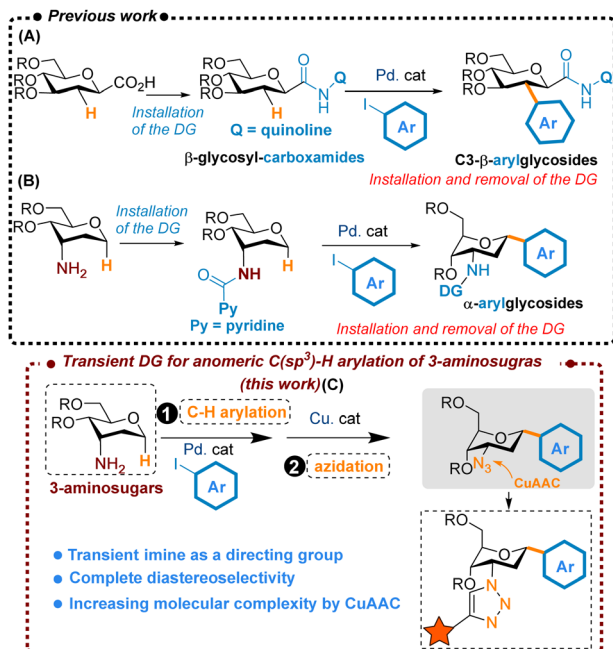 Previous work
(A)
RO
RO
RO
O
CO₂H
H
Installation
of the DG
RO
RO
RO
O
O
N
H
Q
H
Q = quinoline
β-glycosyl-carboxamides
Pd. cat
I
Ar
RO
RO
RO
O
O
N
H
Q
Ar
C3-β-arylglycosides
Installation and removal of the DG
(B)
RO
RO
O
NH₂
H
Installation
of the DG
RO
RO
O
NH
H
O
Py
Py = pyridine
Pd. cat
I
Ar
RO
O
RO
NH
DG
Ar
α-arylglycosides
Installation and removal of the DG
Transient DG for anomeric C(sp³)-H arylation of 3-aminosugras
(this work)(C)
RO
RO
O
NH₂
H
3-aminosugars
1 C-H arylation
Pd. cat
I
Ar
Cu. cat
2 azidation
RO
O
RO
N₃
Ar
CuAAC
RO
O
RO
N
N
N
Ar
Transient imine as a directing group
Complete diastereoselectivity
Increasing molecular complexity by CuAAC